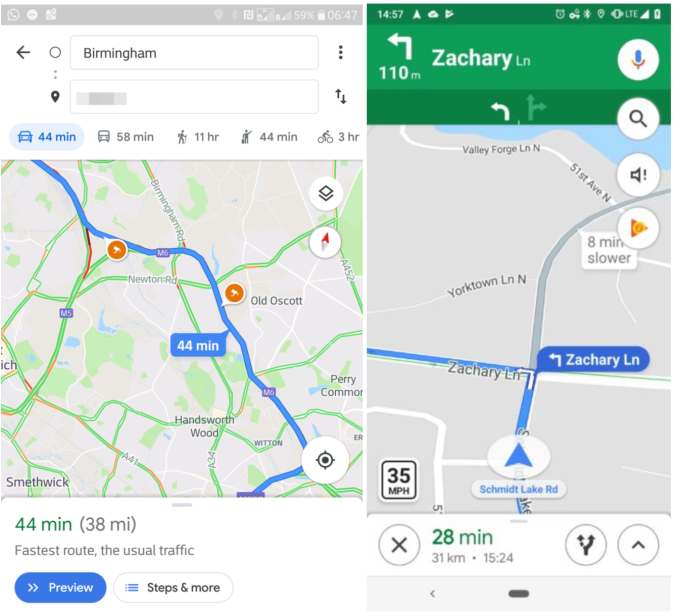 59% 06:47
Birmingham
44 min
58 min
11 hr
44 min
3 hr
Birmingham Rd
M6
Newton Rd
A452
M5
Old Oscott
44 min
Perry
Common
M6
Handsworth
Wood
WITTON
A41
A34
Smethwick
44 min (38 mi)
Fastest route, the usual traffic
Preview
Steps & more
14:57
LTE
110 m
Zachary Ln
Valley Forge Ln N
51st Ave N
8 min
slower
Yorktown Ln N
Zachary Ln
Zachary Ln
35
MPH
Schmidt Lake Rd
28 min
31 km • 15:24